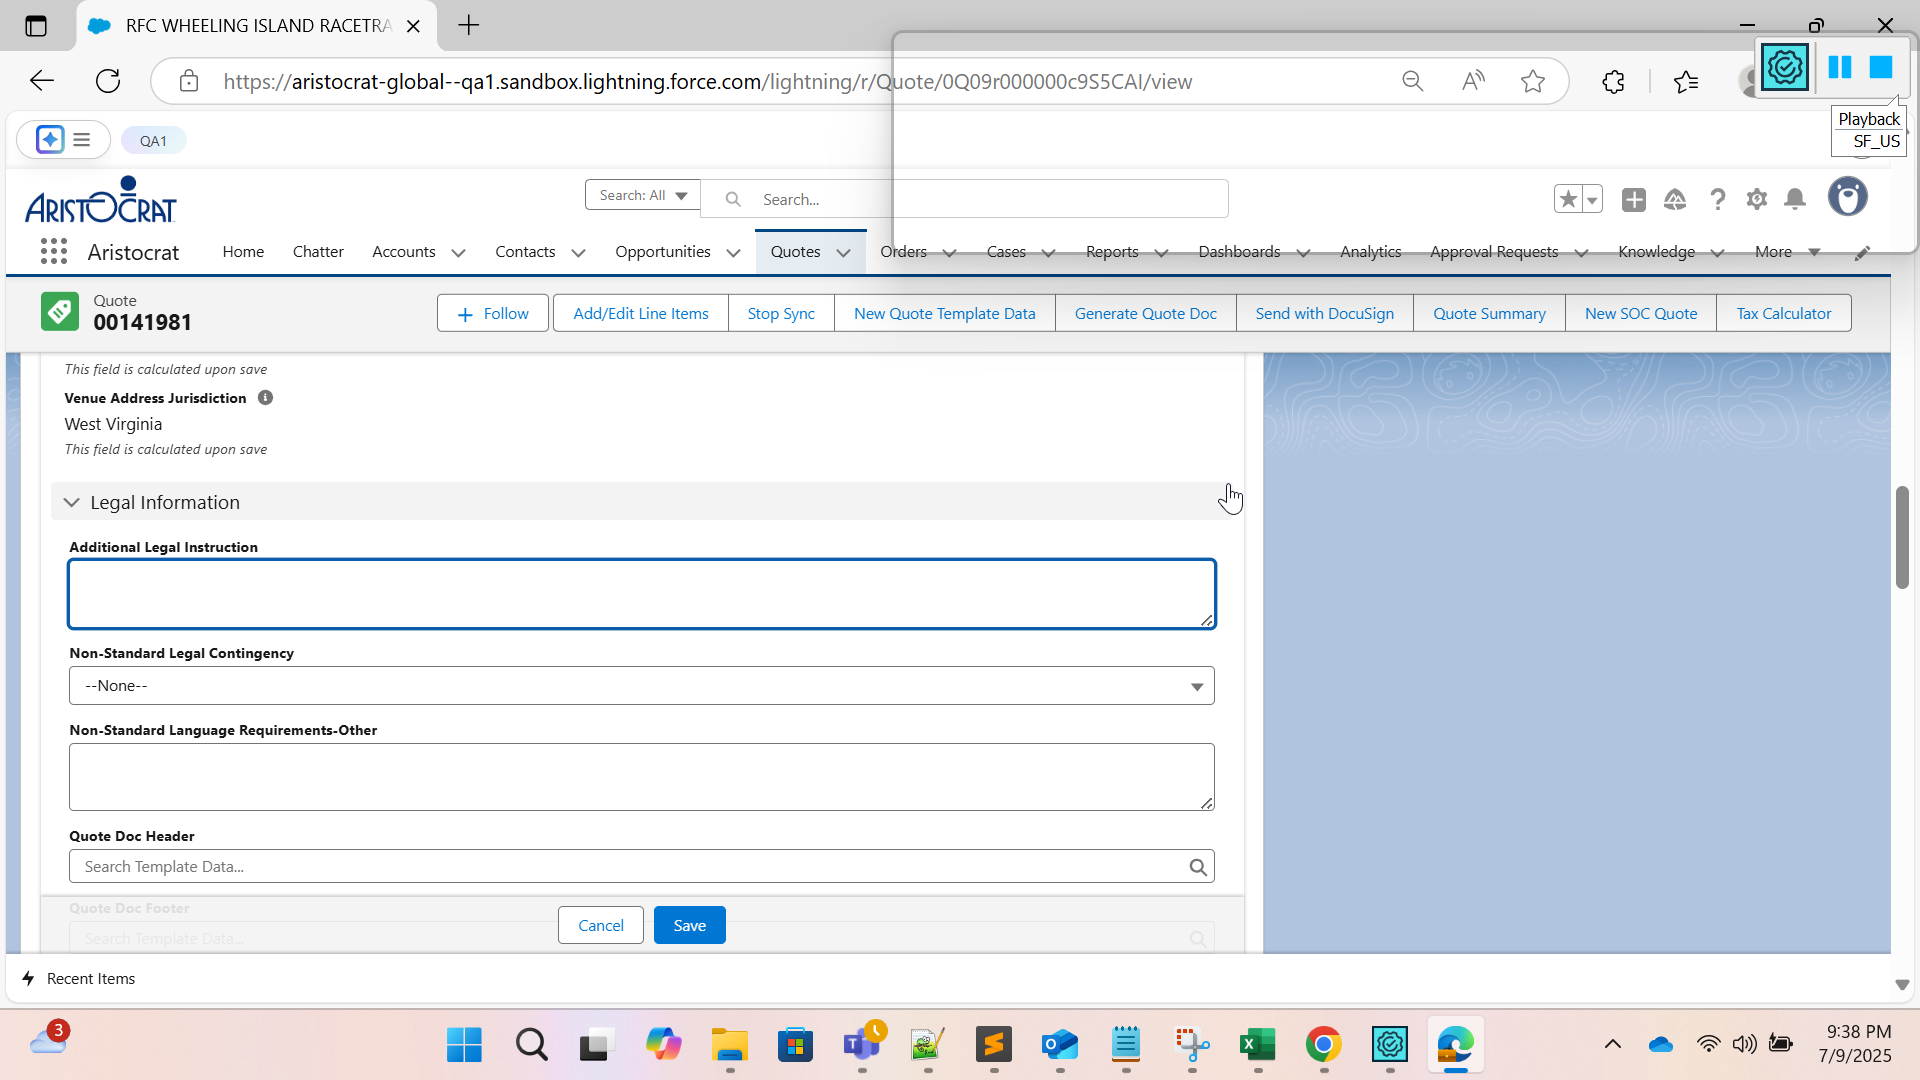 RFC WHEELING ISLAND RACETRA
https://aristocrat-global--qa1.sandbox.lightning.force.com/lightning/r/Quote/0Q09r000000c9S5CAI/view
Playback
SF_US
QA1
ARISTOCRAT
Search: All
Search...
Aristocrat
Home
Chatter
Accounts
Contacts
Opportunities
Quotes
Orders
Cases
Reports
Dashboards
Analytics
Approval Requests
Knowledge
More
Quote
00141981
Follow
Add/Edit Line Items
Stop Sync
New Quote Template Data
Generate Quote Doc
Send with DocuSign
Quote Summary
New SOC Quote
Tax Calculator
This field is calculated upon save
Venue Address Jurisdiction
West Virginia
This field is calculated upon save
Legal Information
Additional Legal Instruction
Non-Standard Legal Contingency
--None--
Non-Standard Language Requirements-Other
Quote Doc Header
Search Template Data...
Quote Doc Footer
Search Template Data...
Cancel
Save
Recent Items
3
9:38 PM
7/9/2025